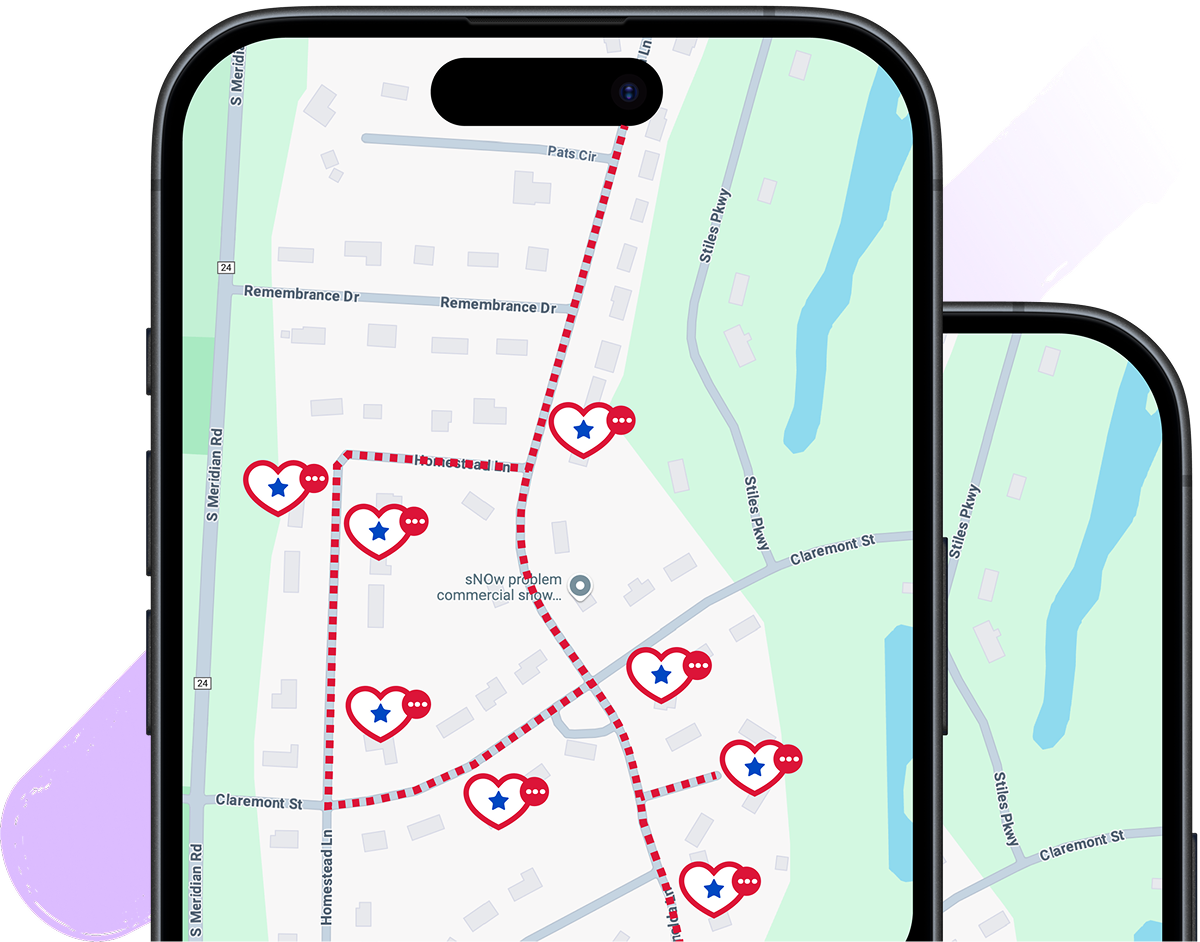 S Meridi
Ln
Pats Cir
Stiles Pkwy
24
Remembrance Dr
Remembrance Dr
S Meridian Rd
Homestead Ln
Stiles Pkwy
Claremont St
Stiles Pkwy
sNOw problem
commercial snow...
24
Claremont St
Stiles Pkwy
Claremont St
S Meridian Rd
Homestead Ln